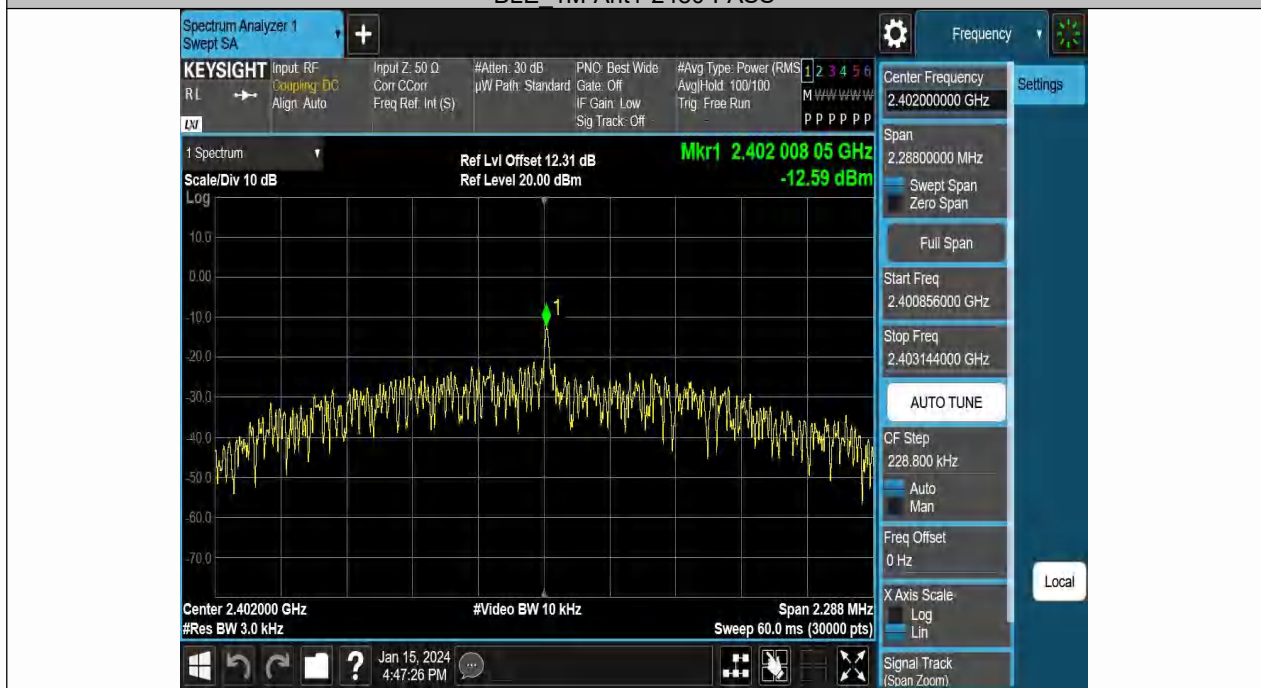 Spectrum Analyzer 1
Swept SA
+
Frequency
KEYSIGHT
RL
LXI
Input: RF
Coupling: DC
Align: Auto
Input Z: 50 Ω
Corr CCorr
Freq Ref: Int (S)
#Atten: 30 dB
µW Path: Standard
PNO: Best Wide
Gate: Off
IF Gain: Low
Sig Track: Off
#Avg Type: Power (RMS
Avg|Hold: 100/100
Trig: Free Run
1 2 3 4 5 6
M W W W W W
P P P P P P
1 Spectrum
Scale/Div 10 dB
Ref Lvl Offset 12.31 dB
Ref Level 20.00 dBm
Mkr1 2.402 008 05 GHz
-12.59 dBm
Log
10.0
0.00
-10.0
-20.0
-30.0
-40.0
-50.0
-60.0
-70.0
1
Center 2.402000 GHz
#Res BW 3.0 kHz
#Video BW 10 kHz
Span 2.288 MHz
Sweep 60.0 ms (30000 pts)
?
Jan 15, 2024
4:47:26 PM
Center Frequency
2.402000000 GHz
Settings
Span
2.28800000 MHz
Swept Span
Zero Span
Full Span
Start Freq
2.400856000 GHz
Stop Freq
2.403144000 GHz
AUTO TUNE
CF Step
228.800 kHz
Auto
Man
Freq Offset
0 Hz
X Axis Scale
Log
Lin
Local
Signal Track
(Span Zoom)